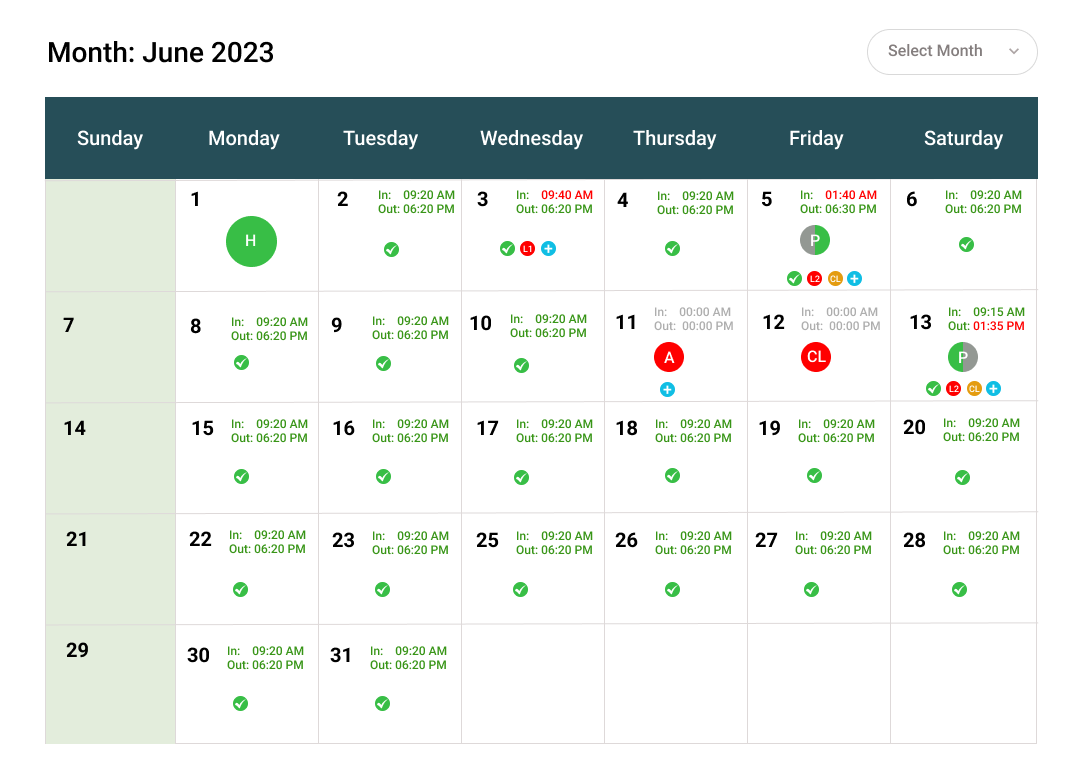 Month: June 2023
Select Month
Sunday Monday Tuesday Wednesday Thursday Friday Saturday
1
H
2
In: 09:20 AM
Out: 06:20 PM
3
In: 09:40 AM
Out: 06:20 PM
L1
4
In: 09:20 AM
Out: 06:20 PM
5
In: 01:40 AM
Out: 06:30 PM
P
L2 CL
6
In: 09:20 AM
Out: 06:20 PM
7
8
In: 09:20 AM
Out: 06:20 PM
9
In: 09:20 AM
Out: 06:20 PM
10
In: 09:20 AM
Out: 06:20 PM
11
In: 00:00 AM
Out: 00:00 PM
A
12
In: 00:00 AM
Out: 00:00 PM
CL
13
In: 09:15 AM
Out: 01:35 PM
P
L2 CL
14
15
In: 09:20 AM
Out: 06:20 PM
16
In: 09:20 AM
Out: 06:20 PM
17
In: 09:20 AM
Out: 06:20 PM
18
In: 09:20 AM
Out: 06:20 PM
19
In: 09:20 AM
Out: 06:20 PM
20
In: 09:20 AM
Out: 06:20 PM
21
22
In: 09:20 AM
Out: 06:20 PM
23
In: 09:20 AM
Out: 06:20 PM
25
In: 09:20 AM
Out: 06:20 PM
26
In: 09:20 AM
Out: 06:20 PM
27
In: 09:20 AM
Out: 06:20 PM
28
In: 09:20 AM
Out: 06:20 PM
29
30
In: 09:20 AM
Out: 06:20 PM
31
In: 09:20 AM
Out: 06:20 PM